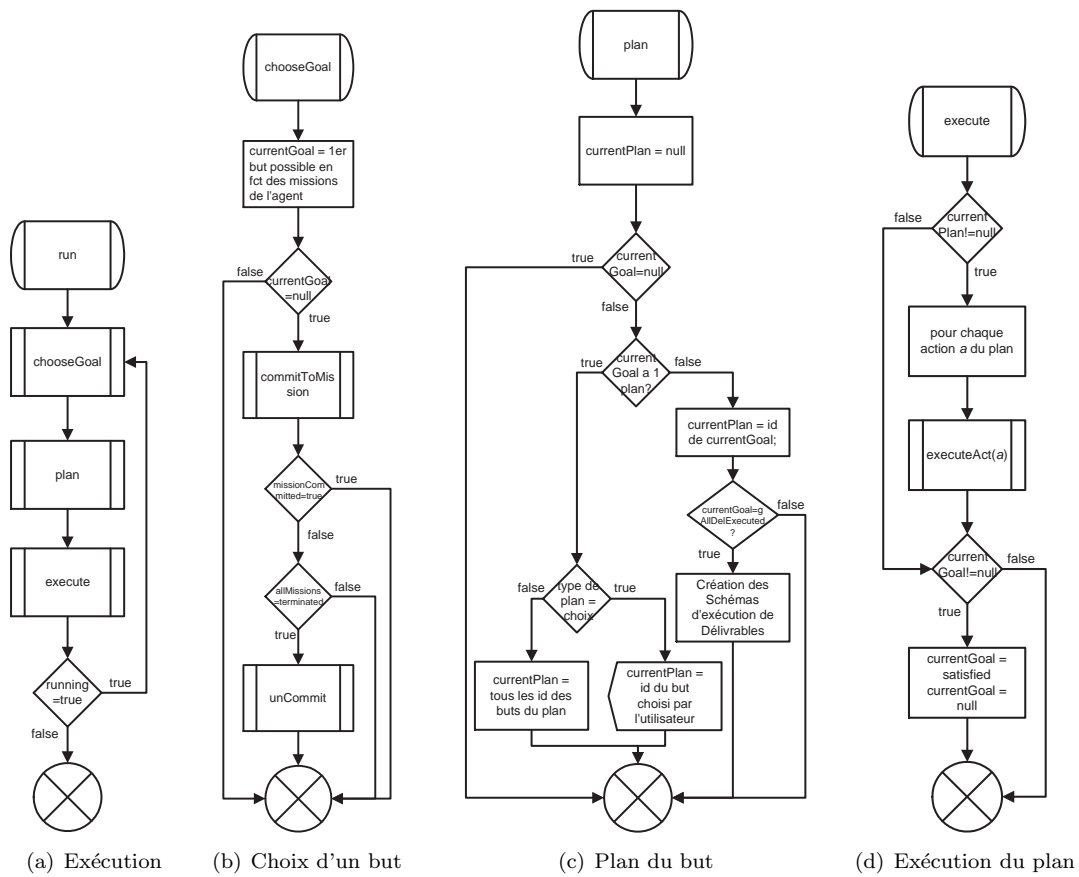 run
chooseGoal
plan
execute
running
=true
true
false
(a) Exécution
chooseGoal
currentGoal = 1er
but possible en
fct des missions
de l'agent
false
currentGoal
=null
true
commitToMis
sion
missionCom
mitted=true
true
false
allMissions
=terminated
false
true
unCommit
(b) Choix d'un but
plan
currentPlan = null
true
current
Goal=null
false
true
current
Goal a 1
plan?
false
currentPlan = id
de currentGoal;
currentGoal=g
AllDelExecuted
?
false
true
Création des
Schémas
d'exécution de
Délivrables
false
type de
plan =
choix
true
currentPlan =
tous les id des
buts du plan
currentPlan =
id du but
choisi par
l'utilisateur
(c) Plan du but
execute
false
current
Plan!=null
true
pour chaque
action a du plan
executeAct(a)
current
Goal!=null
false
true
currentGoal =
satisfied
currentGoal =
null
(d) Exécution du plan